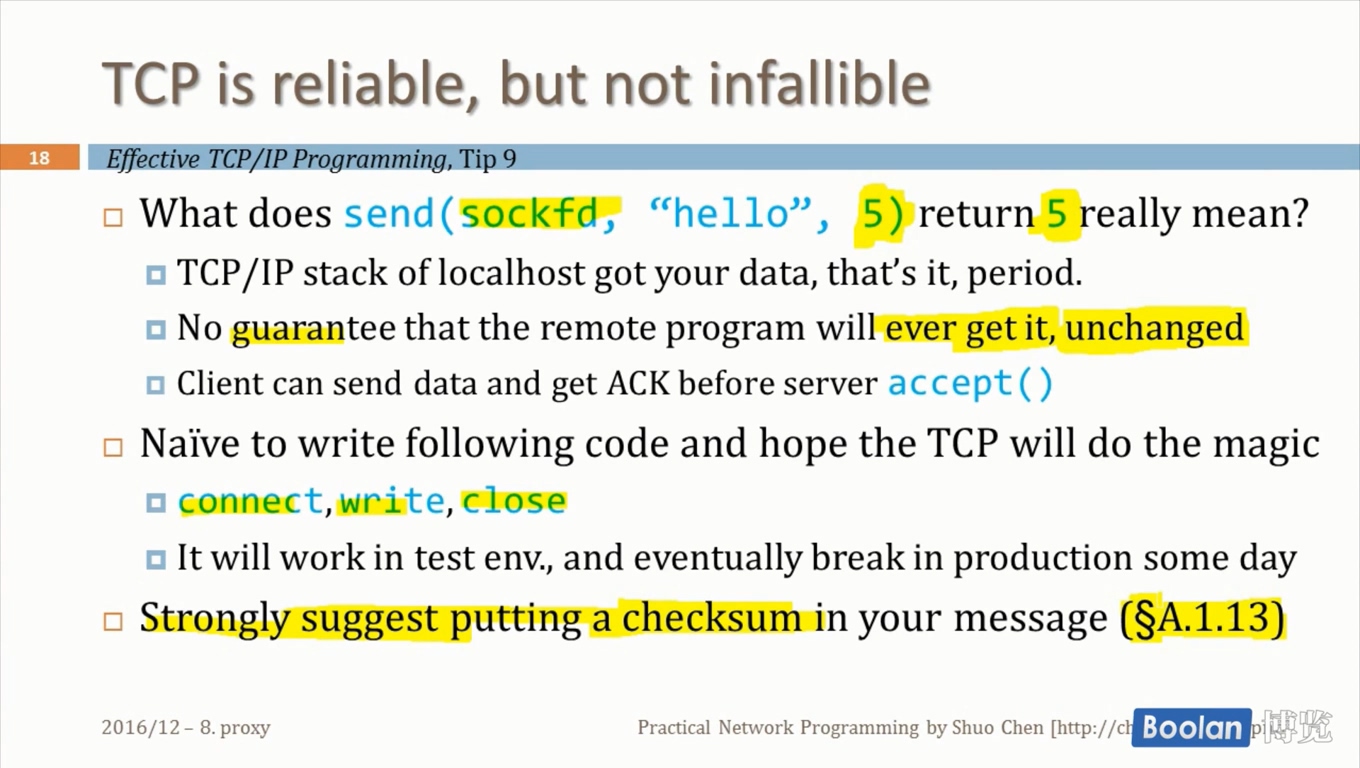 TCP is reliable, but not infallible
18
Effective TCP/IP Programming, Tip 9
What does send(sockfd, “hello”, 5) return 5 really mean?
TCP/IP stack of localhost got your data, that’s it, period.
No guarantee that the remote program will ever get it, unchanged
Client can send data and get ACK before server accept()
Naïve to write following code and hope the TCP will do the magic
connect, write, close
It will work in test env., and eventually break in production some day
Strongly suggest putting a checksum in your message (§A.1.13)
2016/12 – 8. proxy
Practical Network Programming by Shuo Chen
Boolan 博览